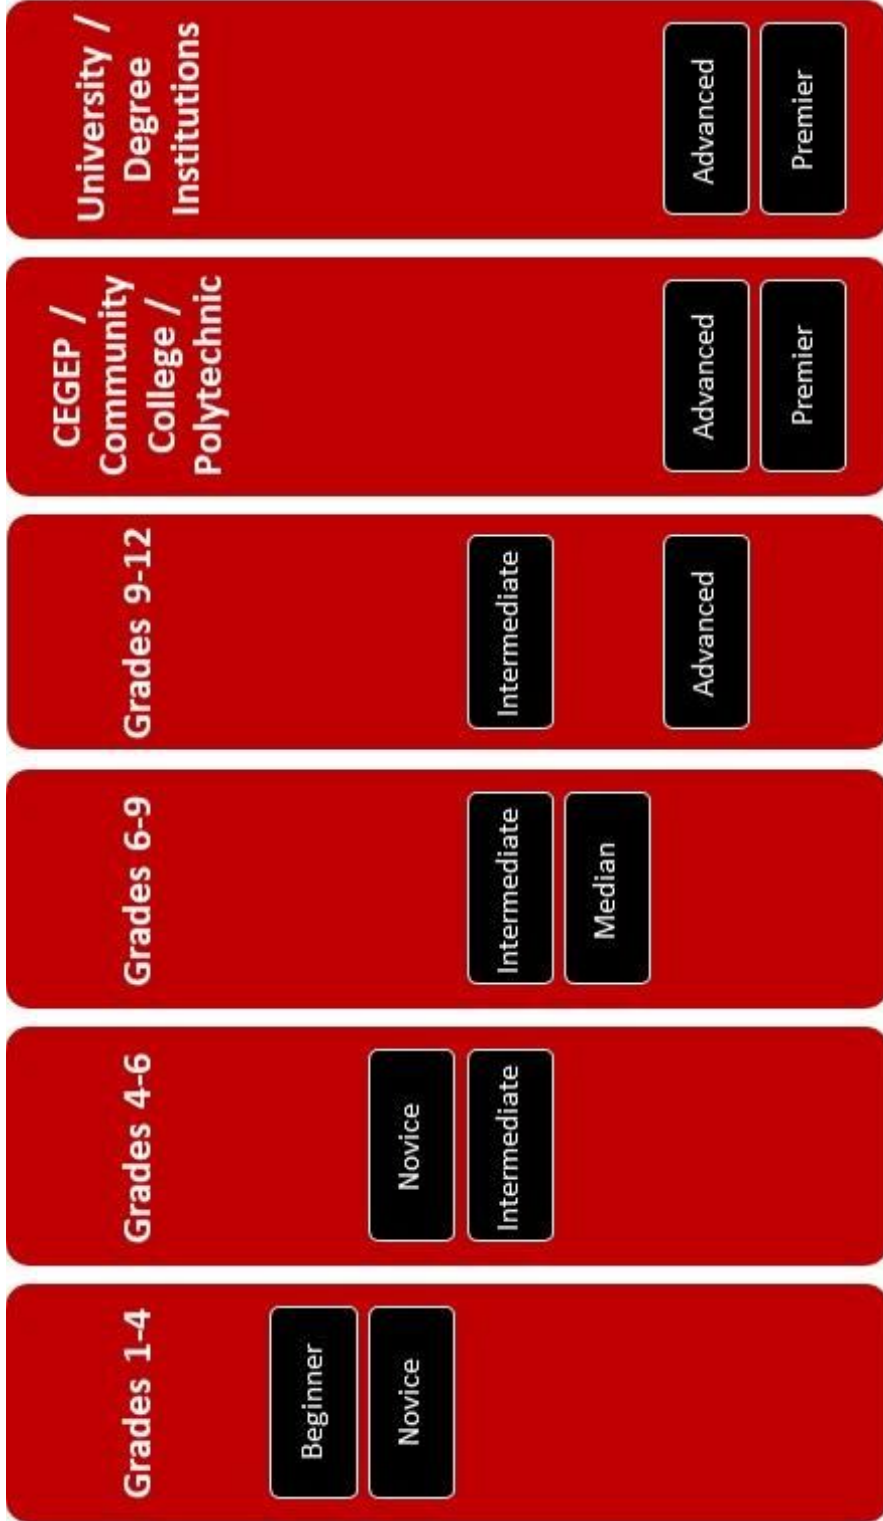 Grades 1-4
Beginner
Novice
Grades 4-6
Novice
Intermediate
Grades 6-9
Intermediate
Median
Grades 9-12
Intermediate
Advanced
CEGEP /
Community
College /
Polytechnic
Advanced
Premier
University /
Degree
Institutions
Advanced
Premier